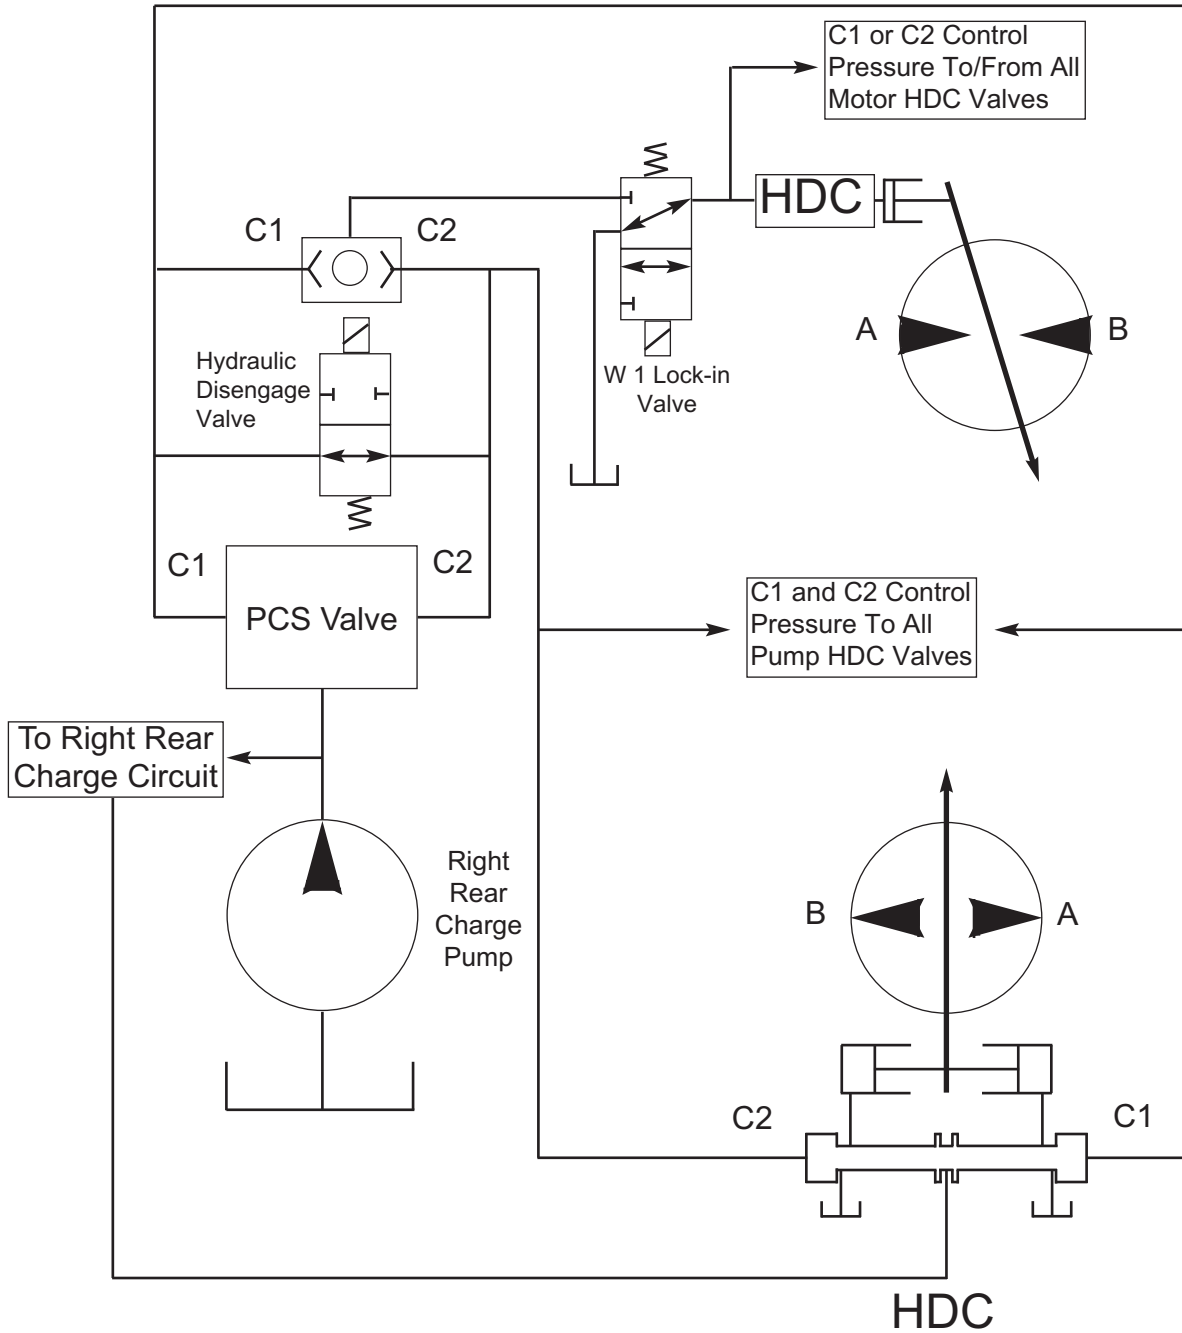 C1 or C2 Control
Pressure To/From All
Motor HDC Valves
HDC
C1
C2
A
B
Hydraulic
Disengage
Valve
W 1 Lock-in
Valve
C1
C2
PCS Valve
C1 and C2 Control
Pressure To All
Pump HDC Valves
To Right Rear
Charge Circuit
Right
Rear
Charge
Pump
B
A
C2
C1
HDC